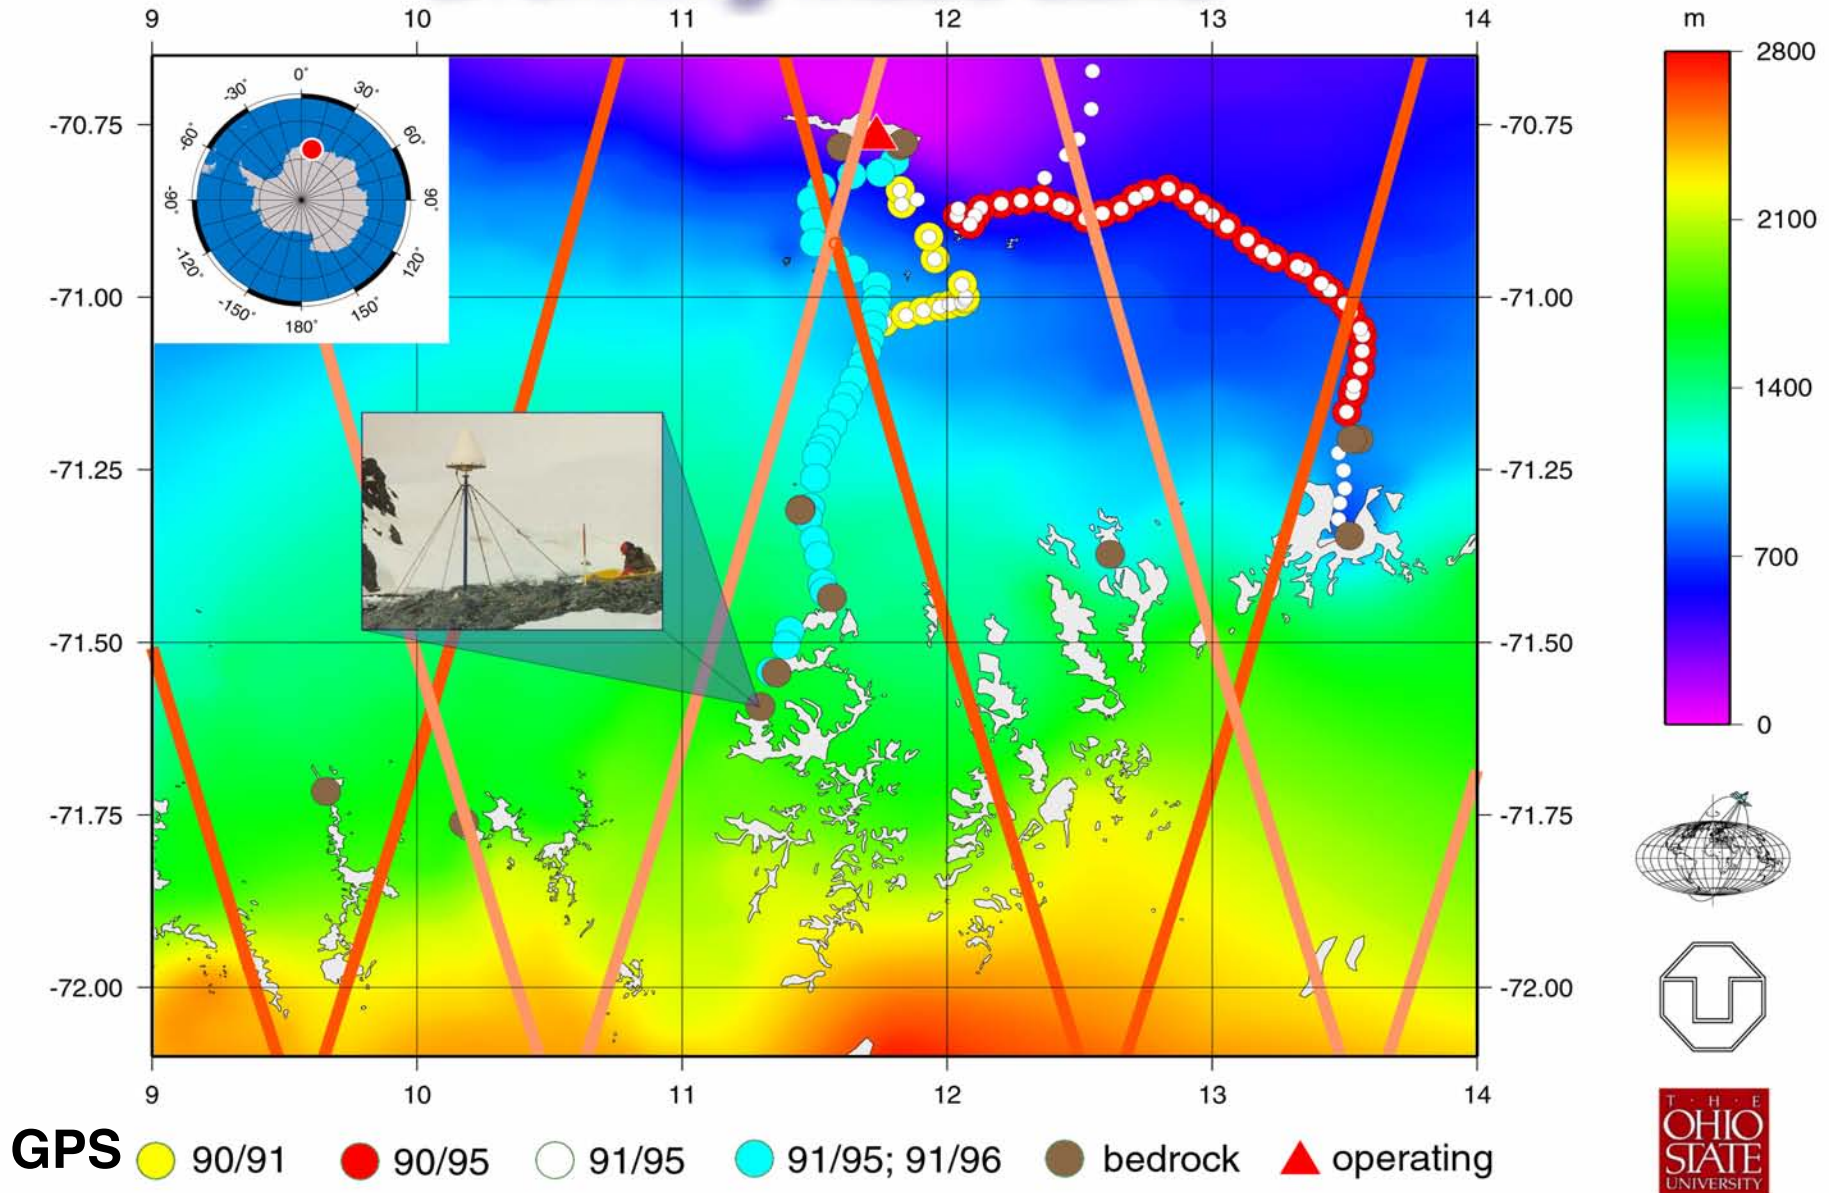 9 10 11 12 13 14 m
0°
-30° 30°
-60° 60°
-90° 90°
-120° 120°
-150° 150°
180°
-70.75 -70.75
-71.00 -71.00
-71.25 -71.25
-71.50 -71.50
-71.75 -71.75
-72.00 -72.00
2800
2100
1400
700
0
9 10 11 12 13 14
GPS 90/91 90/95 91/95 91/95; 91/96 bedrock operating
T · H · E
OHIO
STATE
UNIVERSITY